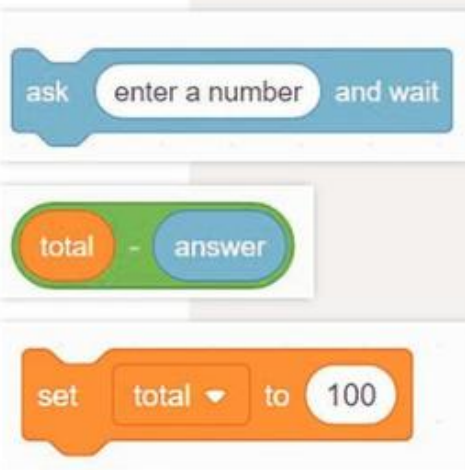 ask enter a number and wait
total - answer
set total to 100